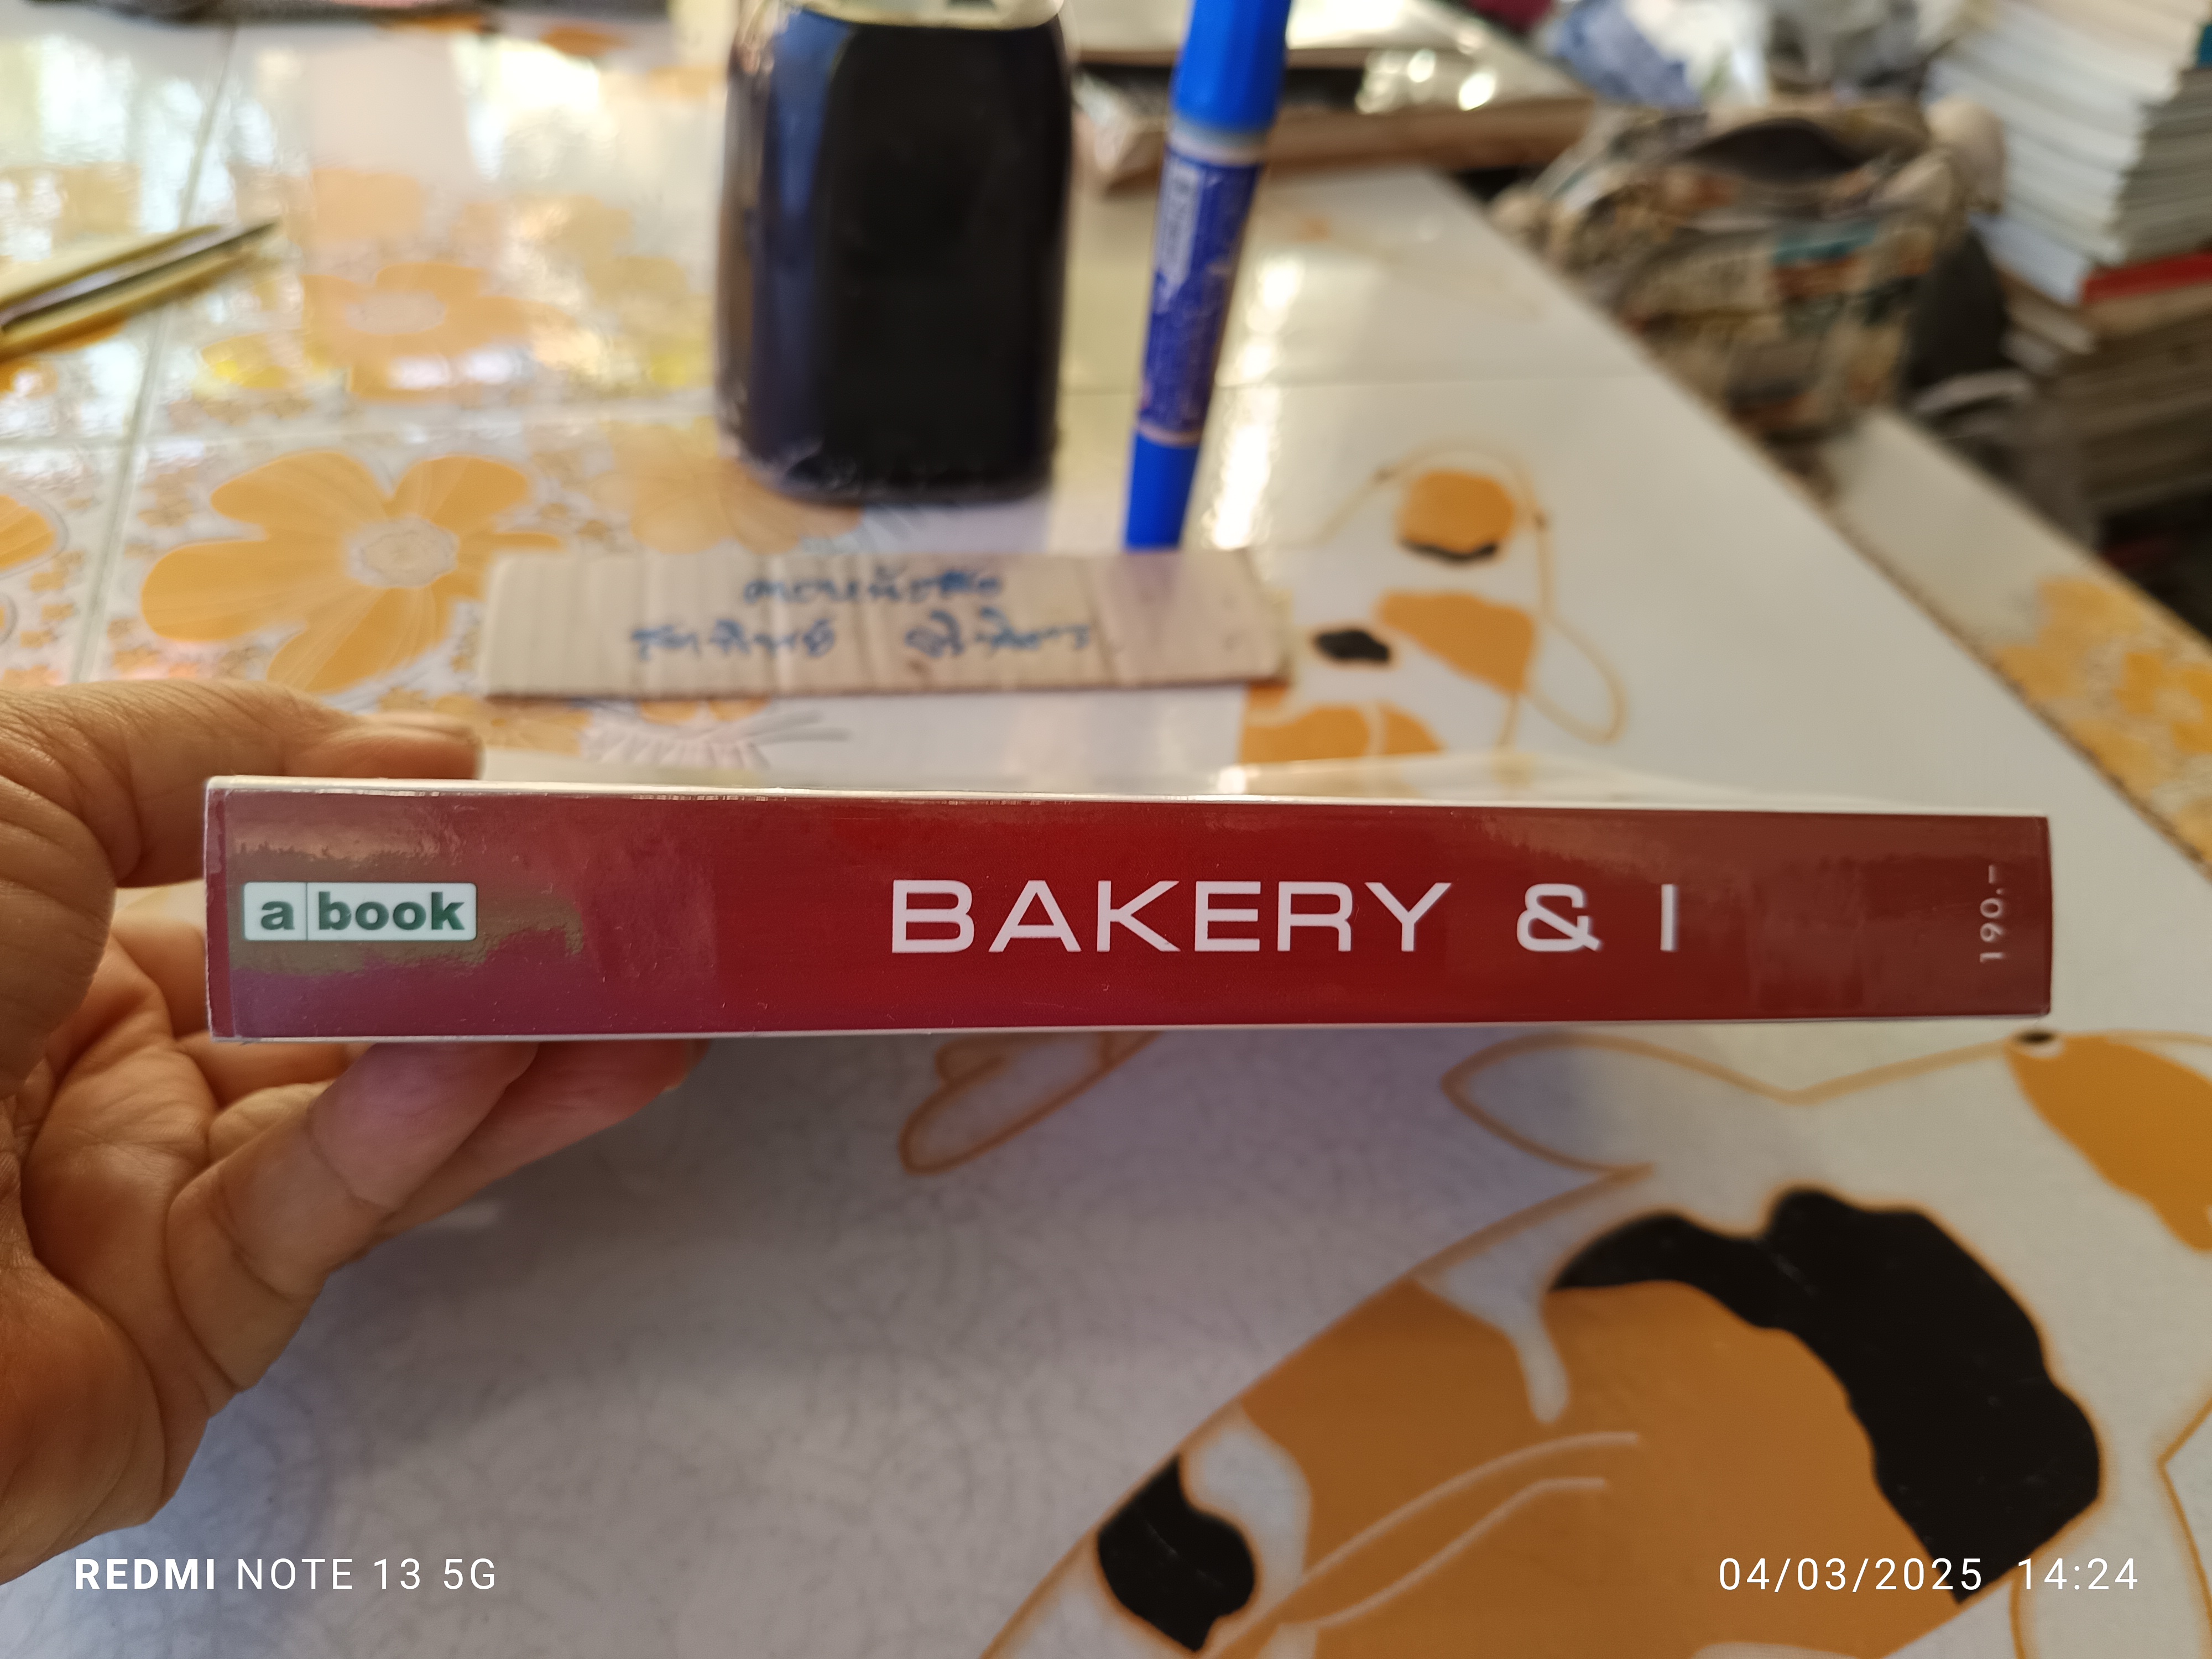 a book
BAKERY & I
190.-
REDMI NOTE 13 5G
04/03/2025 14:24